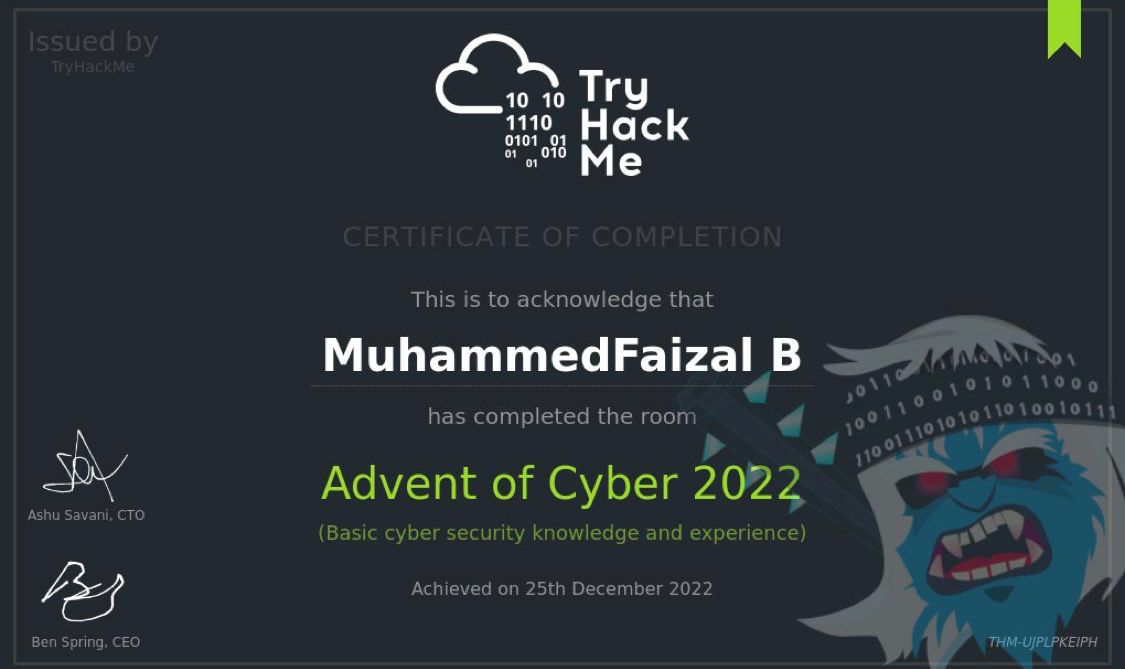 Issued by
TryHackMe
10 10
1110
0101 01
01 010
01
Try
Hack
Me
CERTIFICATE OF COMPLETION
This is to acknowledge that
MuhammedFaizal B
has completed the room
Advent of Cyber 2022
(Basic cyber security knowledge and experience)
Achieved on 25th December 2022
Ashu Savani, CTO
Ben Spring, CEO
THM-UJPLPKEIPH